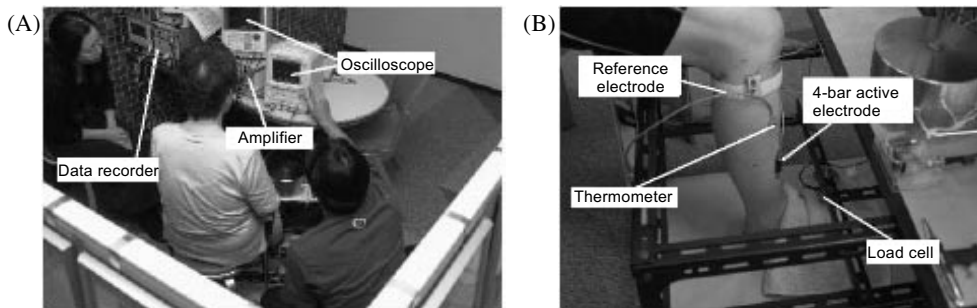 (A)
Oscilloscope
Amplifier
Data recorder
(B)
Reference
electrode
4-bar active
electrode
Thermometer
Load cell